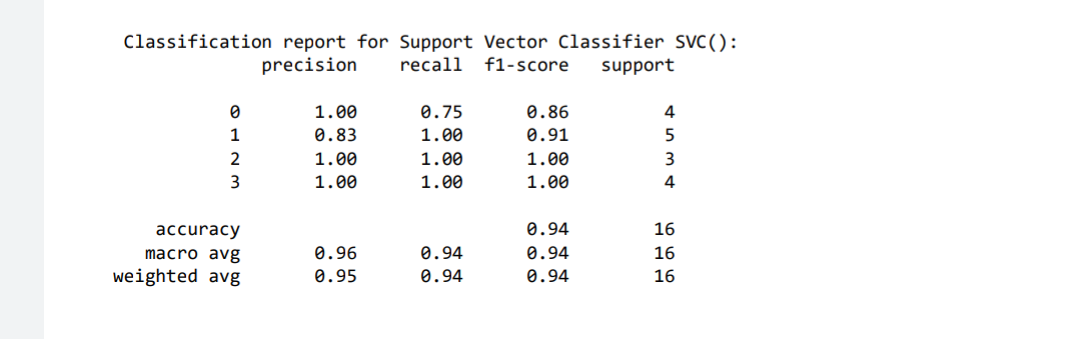 Classification report for Support Vector Classifier SVC():
precision recall f1-score support
0 1.00 0.75 0.86 4
1 0.83 1.00 0.91 5
2 1.00 1.00 1.00 3
3 1.00 1.00 1.00 4
accuracy 0.94 16
macro avg 0.96 0.94 0.94 16
weighted avg 0.95 0.94 0.94 16